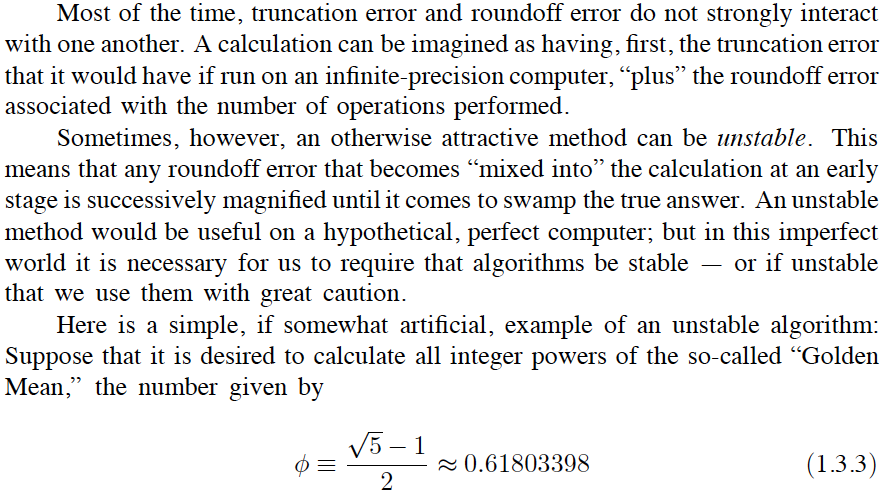 Most of the time, truncation error and roundoff error do not strongly interact
with one another. A calculation can be imagined as having, first, the truncation error
that it would have if run on an infinite-precision computer, “plus” the roundoff error
associated with the number of operations performed.
Sometimes, however, an otherwise attractive method can be unstable. This
means that any roundoff error that becomes “mixed into” the calculation at an early
stage is successively magnified until it comes to swamp the true answer. An unstable
method would be useful on a hypothetical, perfect computer; but in this imperfect
world it is necessary for us to require that algorithms be stable — or if unstable
that we use them with great caution.
Here is a simple, if somewhat artificial, example of an unstable algorithm:
Suppose that it is desired to calculate all integer powers of the so-called “Golden
Mean,” the number given by
ϕ ≡ (√5 − 1)/2 ≈ 0.61803398 (1.3.3)